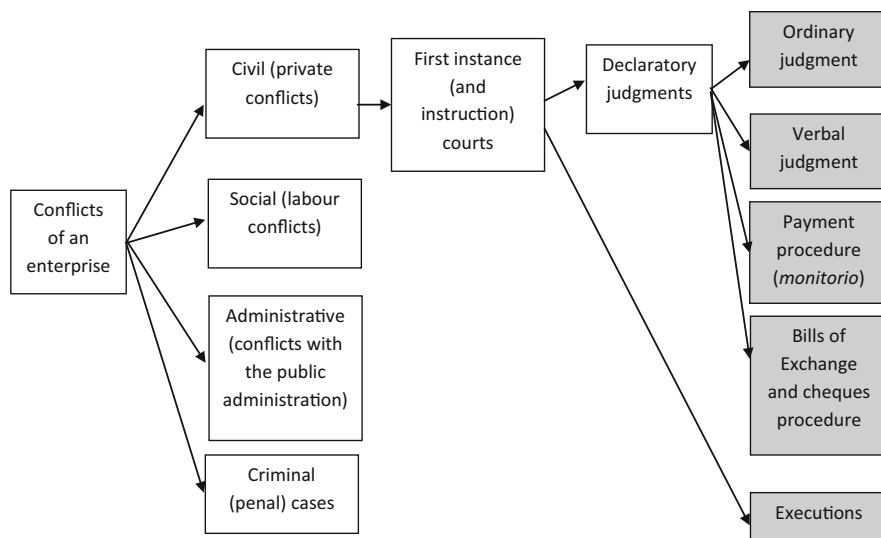 Conflicts
of an
enterprise
Civil (private
conflicts)
Social (labour
conflicts)
Administrative
(conflicts with
the public
administration)
Criminal
(penal) cases
First instance
(and
instruction)
courts
Declaratory
judgments
Ordinary
judgment
Verbal
judgment
Payment
procedure
(monitorio)
Bills of
Exchange
and cheques
procedure
Executions